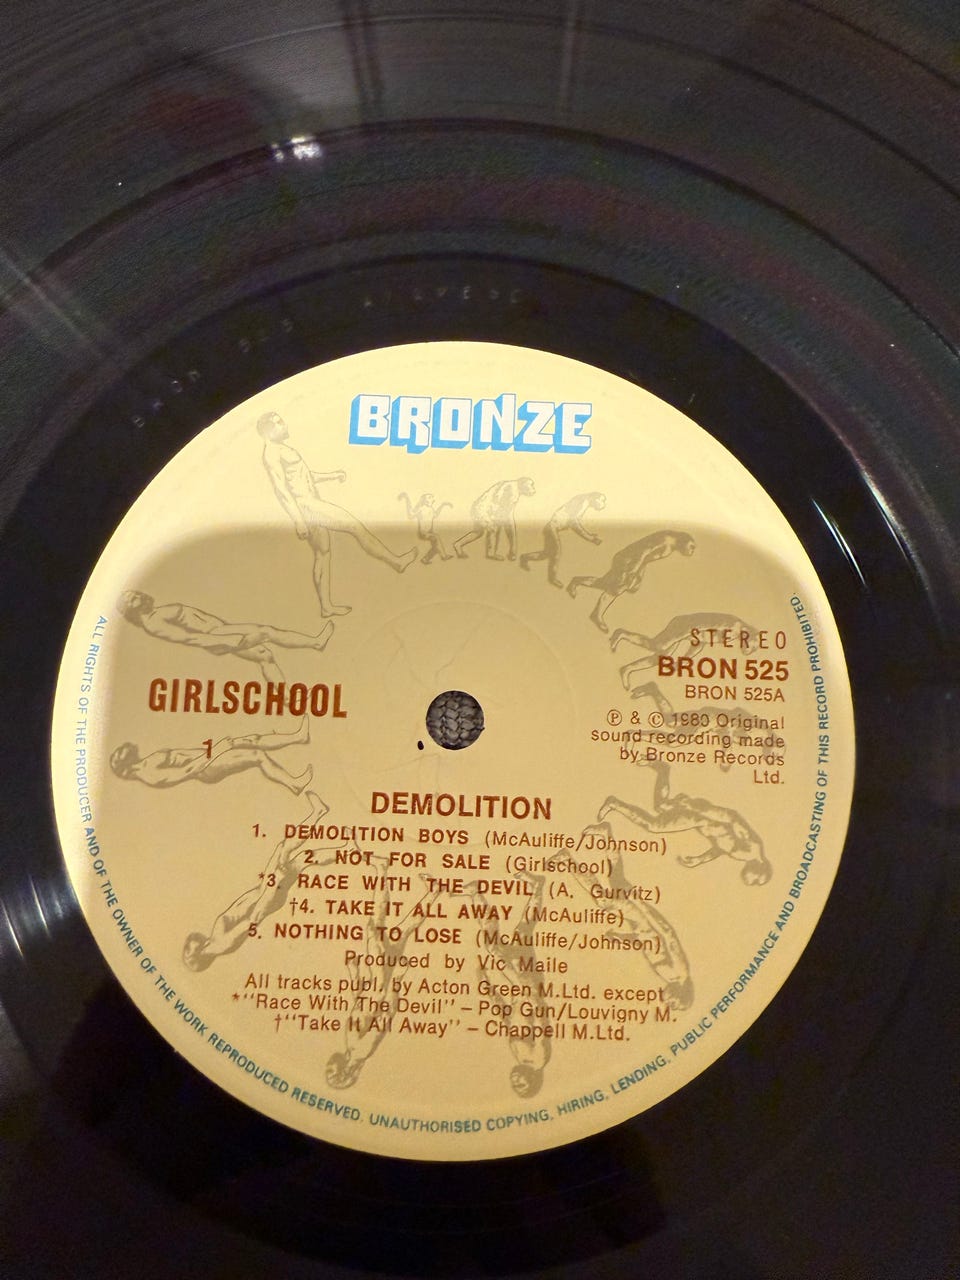 BRONZE
STEREO
BRON 525
BRON 525A
GIRLSCHOOL
1
Ⓟ & © 1980 Original
sound recording made
by Bronze Records
Ltd.
DEMOLITION
1. DEMOLITION BOYS (McAuliffe/Johnson)
2. NOT FOR SALE (Girlschool)
*3. RACE WITH THE DEVIL (A. Gurvitz)
†4. TAKE IT ALL AWAY (McAuliffe)
5. NOTHING TO LOSE (McAuliffe/Johnson)
Produced by Vic Maile
All tracks publ. by Acton Green M.Ltd. except
*“Race With The Devil” – Pop Gun/Louvigny M.
†“Take It All Away” – Chappell M.Ltd.
ALL RIGHTS OF THE PRODUCER AND OF THE OWNER OF THE WORK REPRODUCED RESERVED. UNAUTHORISED COPYING, HIRING, LENDING, PUBLIC PERFORMANCE AND BROADCASTING OF THIS RECORD PROHIBITED.